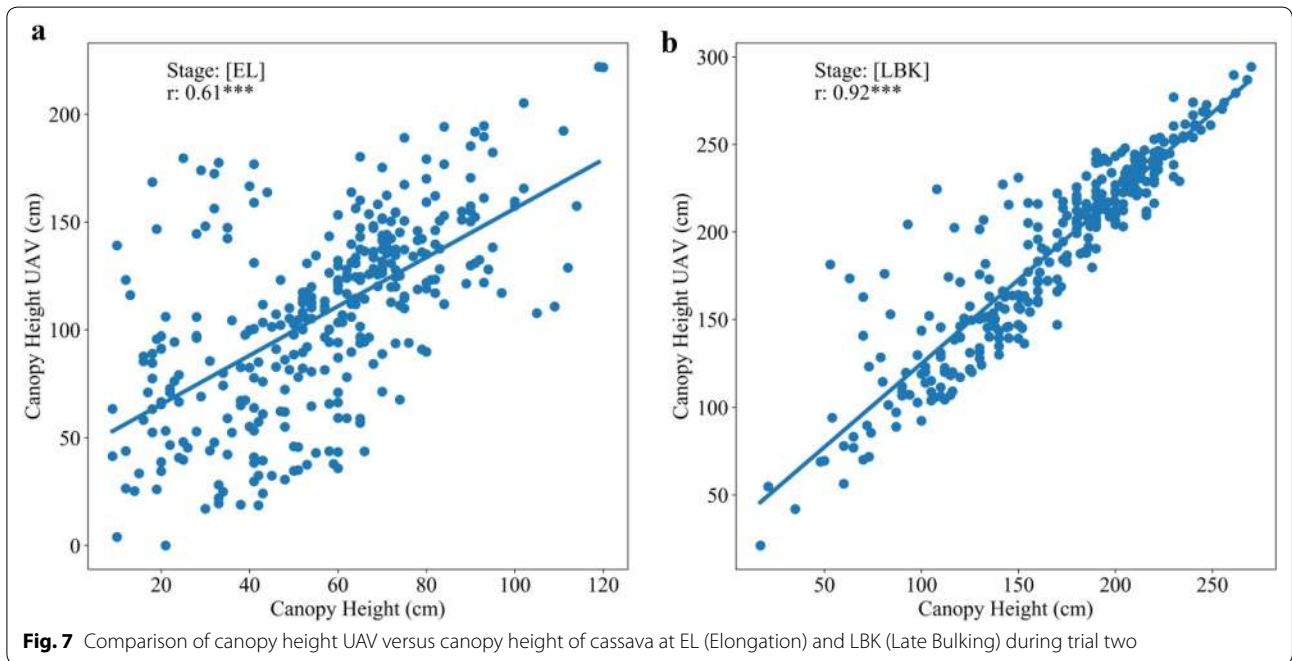 a
Stage: [EL]
r: 0.61***
Canopy Height UAV (cm)
200
150
100
50
0
20 40 60 80 100 120
Canopy Height (cm)
b
Stage: [LBK]
r: 0.92***
Canopy Height UAV (cm)
300
250
200
150
100
50
50 100 150 200 250
Canopy Height (cm)
Fig. 7 Comparison of canopy height UAV versus canopy height of cassava at EL (Elongation) and LBK (Late Bulking) during trial two